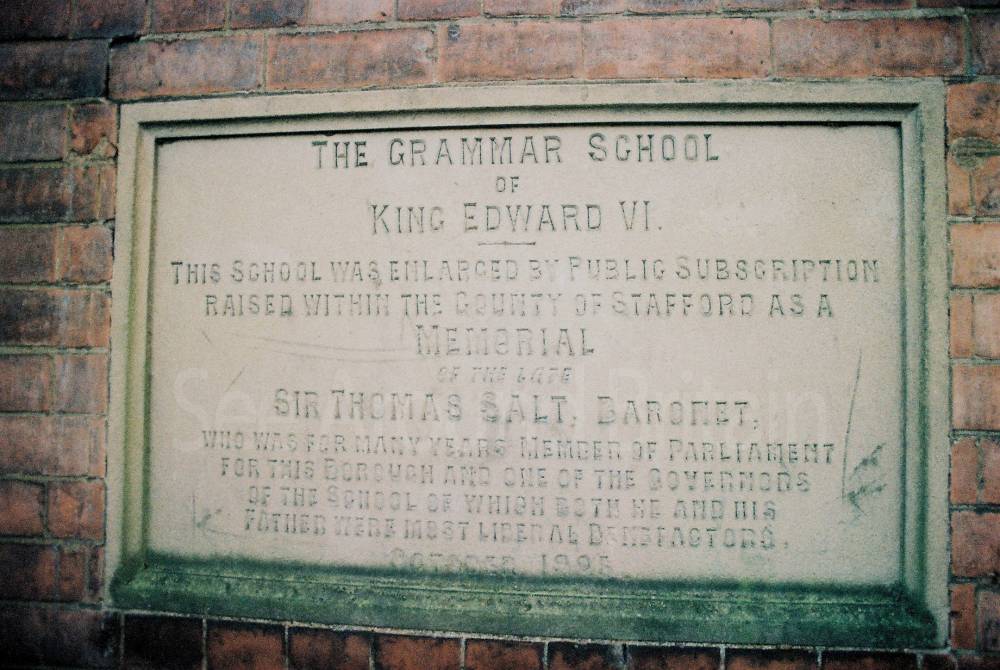 THE GRAMMAR SCHOOL
OF
KING EDWARD VI.
THIS SCHOOL WAS ENLARGED BY PUBLIC SUBSCRIPTION
RAISED WITHIN THE COUNTY OF STAFFORD AS A
MEMORIAL
OF THE LATE
SIR THOMAS SALT, BARONET,
WHO WAS FOR MANY YEARS MEMBER OF PARLIAMENT
FOR THIS BOROUGH AND ONE OF THE GOVERNORS
OF THE SCHOOL OF WHICH BOTH HE AND HIS
FATHER WERE MOST LIBERAL BENEFACTORS.
OCTOBER